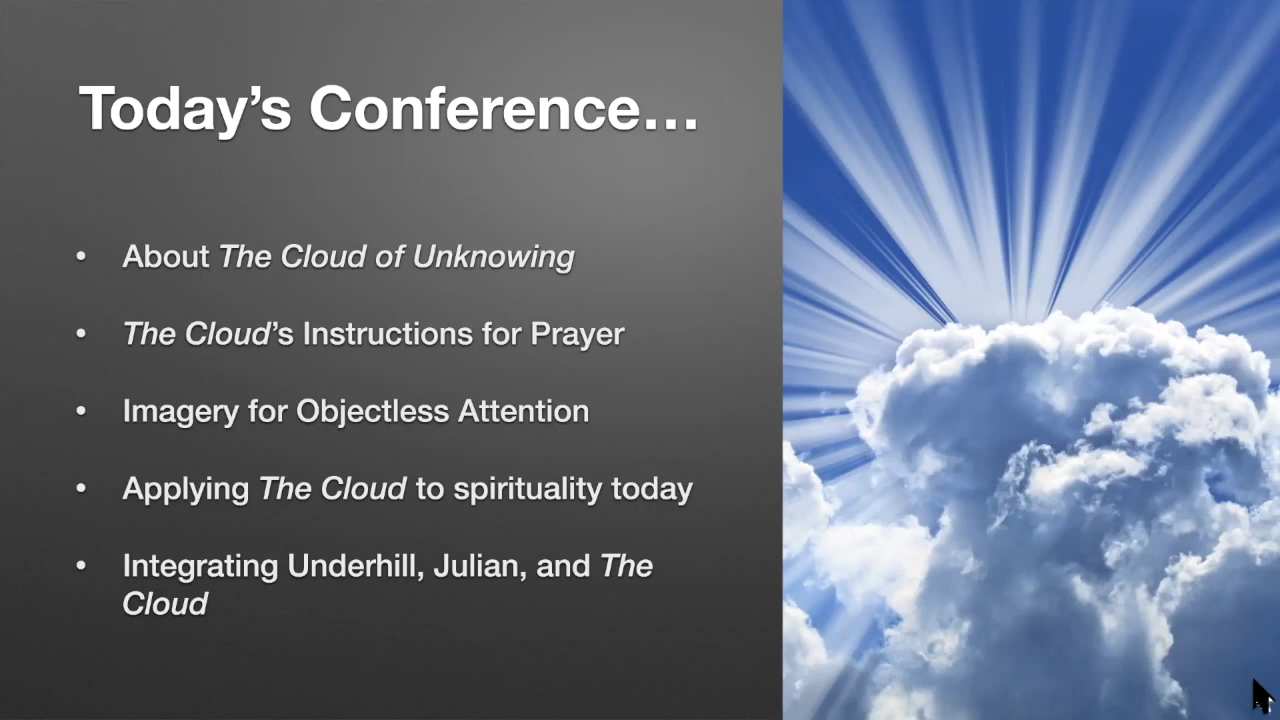 Today’s Conference…
• About The Cloud of Unknowing
• The Cloud’s Instructions for Prayer
• Imagery for Objectless Attention
• Applying The Cloud to spirituality today
• Integrating Underhill, Julian, and The
Cloud